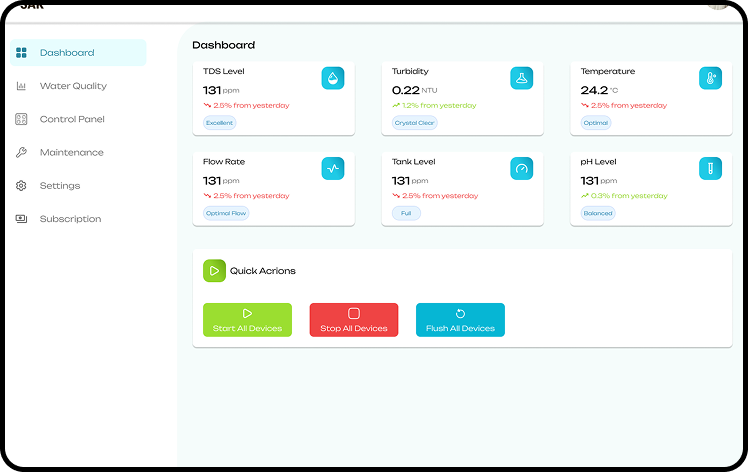 SAR
Dashboard
Water Quality
Control Panel
Maintenance
Settings
Subscription
Dashboard
TDS Level
131 ppm
2.5% from yesterday
Excellent
Turbidity
0.22 NTU
1.2% from yesterday
Crystal Clear
Temperature
24.2 °C
2.5% from yesterday
Optimal
Flow Rate
131 ppm
2.5% from yesterday
Optimal Flow
Tank Level
131 ppm
2.5% from yesterday
Full
pH Level
131 ppm
0.3% from yesterday
Balanced
Quick Acrions
Start All Devices
Stop All Devices
Flush All Devices